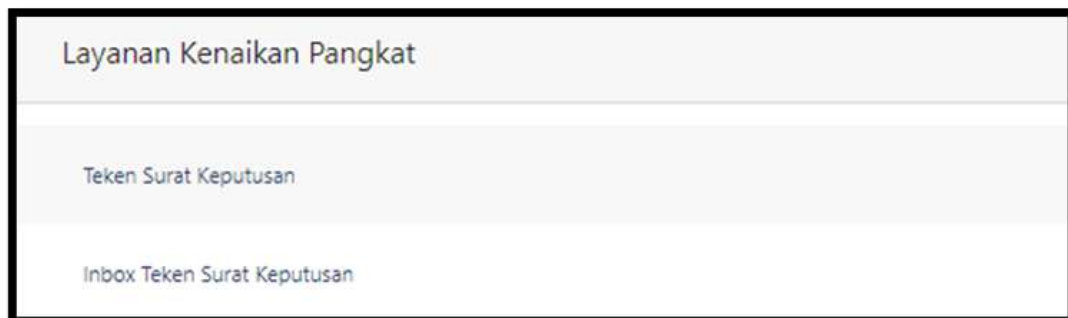 Layanan Kenaikan Pangkat
Teken Surat Keputusan
Inbox Teken Surat Keputusan